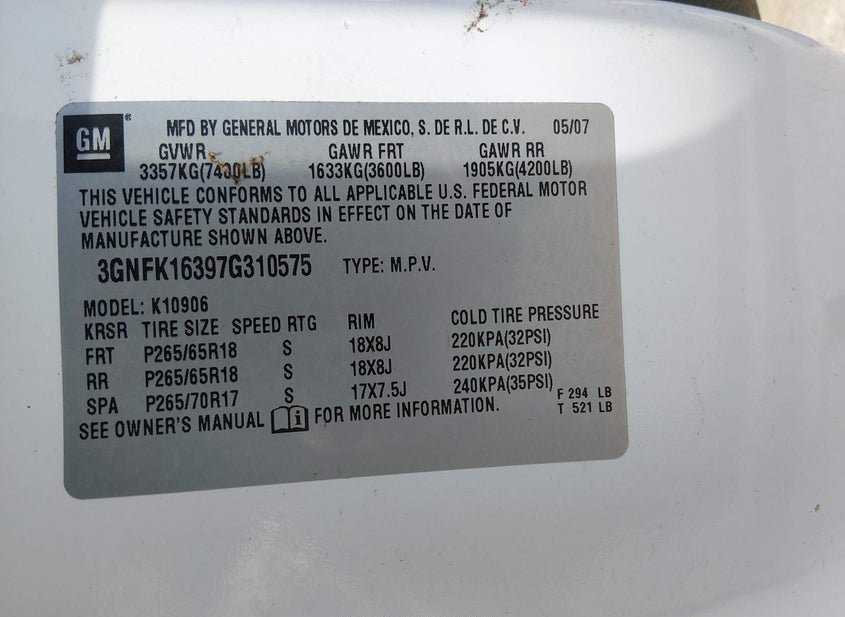 GM ® MFD BY GENERAL MOTORS DE MEXICO, S. DE R.L. DE C.V. 05/07
GVWR GAWR FRT GAWR RR
3357KG(7400LB) 1633KG(3600LB) 1905KG(4200LB)
THIS VEHICLE CONFORMS TO ALL APPLICABLE U.S. FEDERAL MOTOR
VEHICLE SAFETY STANDARDS IN EFFECT ON THE DATE OF
MANUFACTURE SHOWN ABOVE.
3GNFK16397G310575 TYPE: M.P.V.
MODEL: K10906
KRSR TIRE SIZE SPEED RTG RIM COLD TIRE PRESSURE
FRT P265/65R18 S 18X8J 220KPA(32PSI)
RR P265/65R18 S 18X8J 220KPA(32PSI)
SPA P265/70R17 S 17X7.5J 240KPA(35PSI) F 294 LB
SEE OWNER'S MANUAL i FOR MORE INFORMATION. T 521 LB